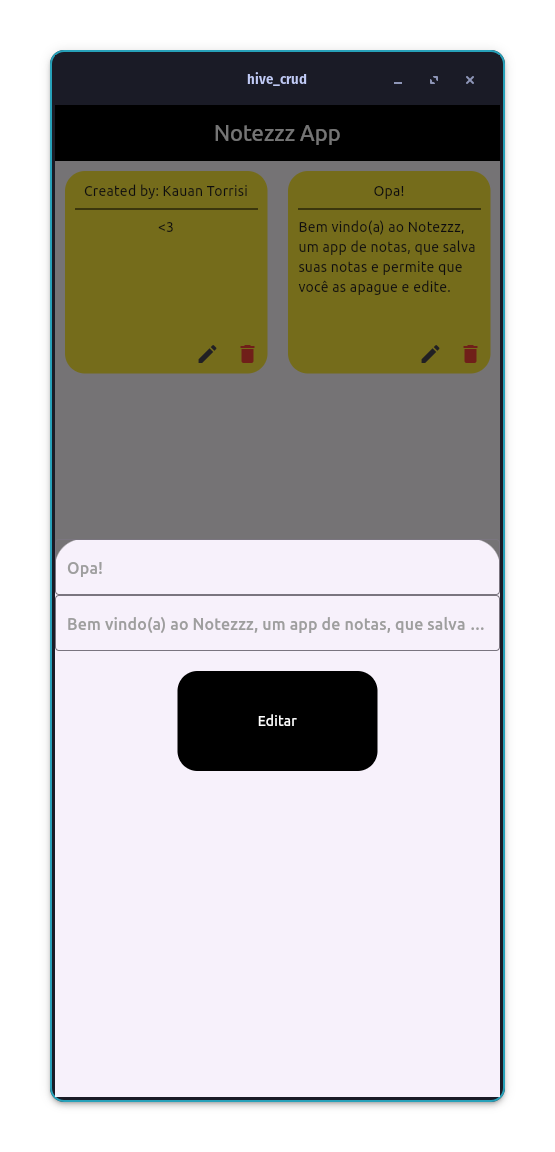 hive_crud
Notezzz App
Created by: Kauan Torrisi
<3
Opa!
Bem vindo(a) ao Notezzz,
um app de notas, que salva
suas notas e permite que
você as apague e edite.
Opa!
Bem vindo(a) ao Notezzz, um app de notas, que salva ...
Editar